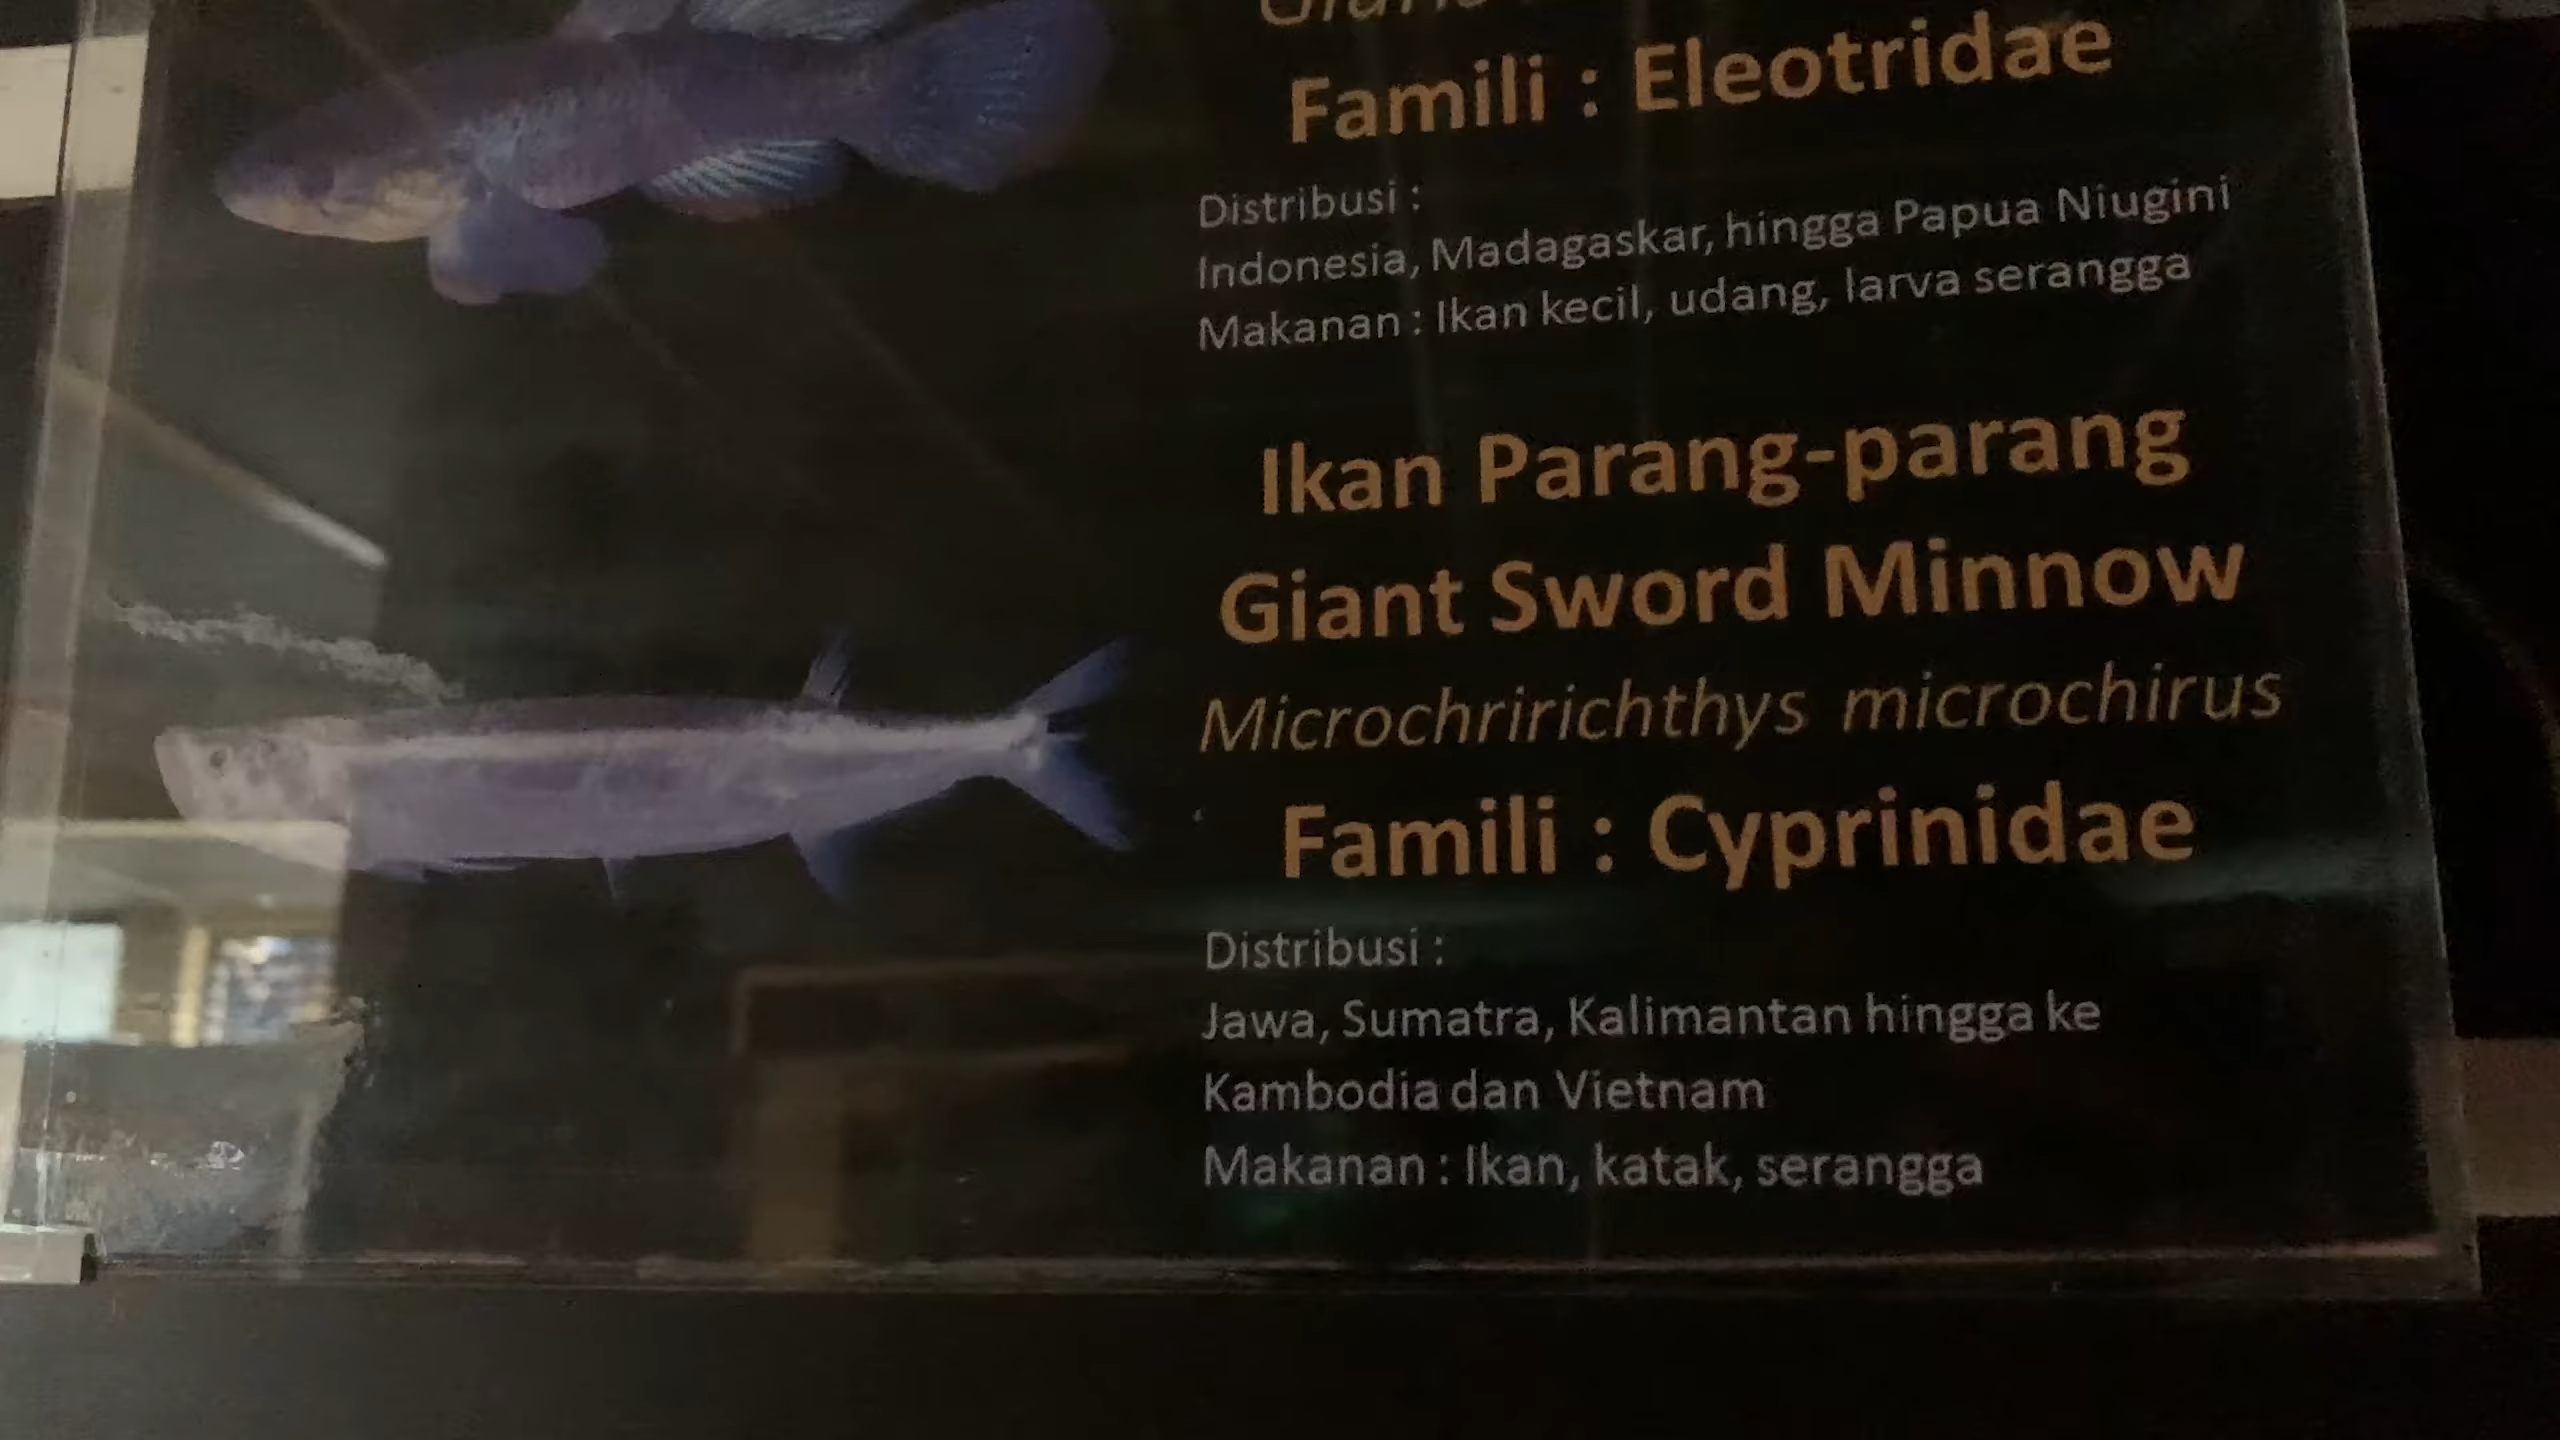 Famili : Eleotridae
Distribusi :
Indonesia, Madagaskar, hingga Papua Niugini
Makanan : Ikan kecil, udang, larva serangga
Ikan Parang-parang
Giant Sword Minnow
Microchririchthys microchirus
Famili : Cyprinidae
Distribusi :
Jawa, Sumatra, Kalimantan hingga ke
Kambodia dan Vietnam
Makanan : Ikan, katak, serangga